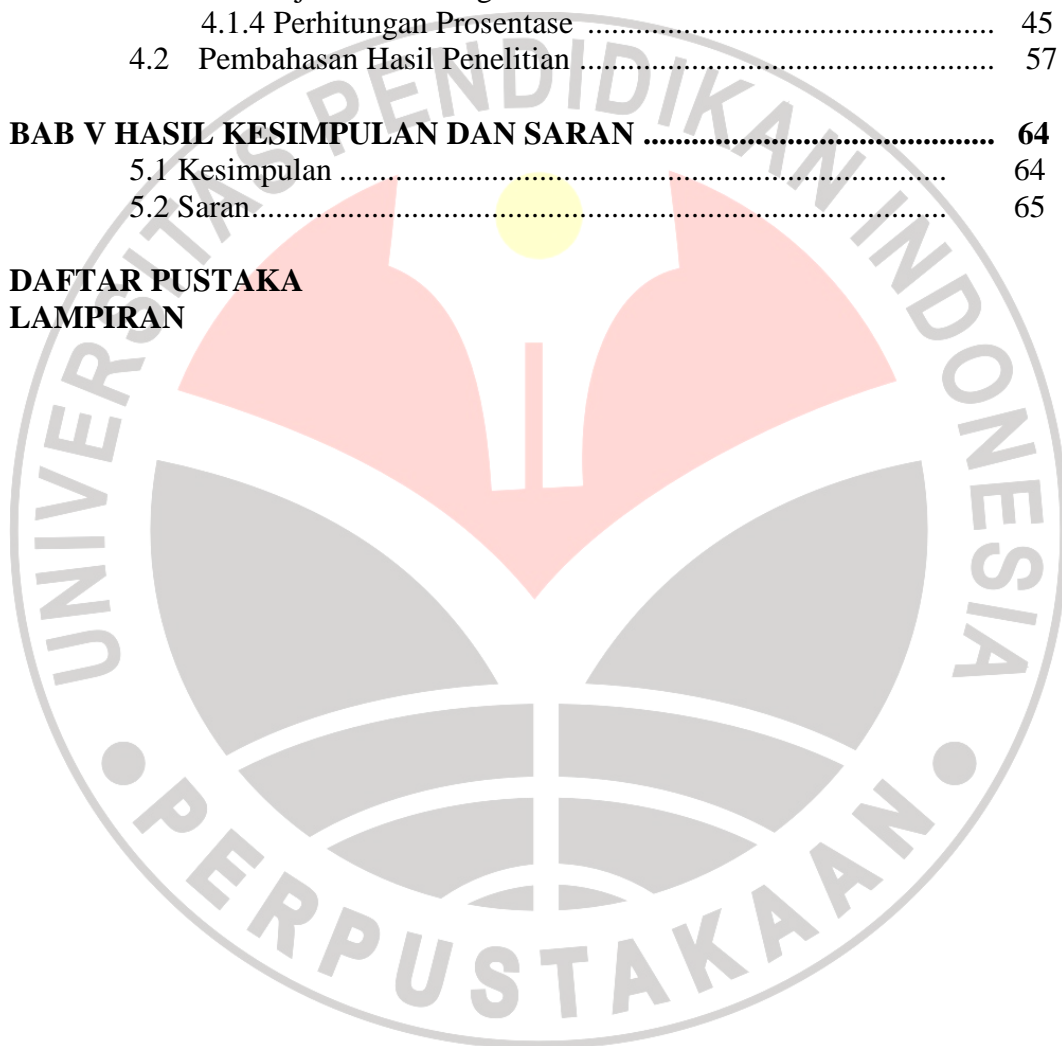 4.1.4 Perhitungan Prosentase .................................................... 45
4.2 Pembahasan Hasil Penelitian ..................................................... 57
BAB V HASIL KESIMPULAN DAN SARAN ........................................ 64
5.1 Kesimpulan ............................................................................. 64
5.2 Saran........................................................................................ 65
DAFTAR PUSTAKA
LAMPIRAN
UNIVERSITAS PENDIDIKAN INDONESIA
PERPUSTAKAAN